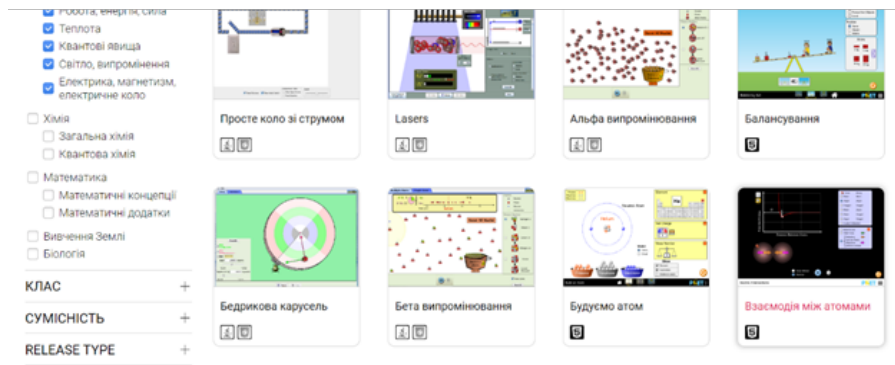 Робота, енергія, сила
Теплота
Квантові явища
Світло, випромінення
Електрика, магнетизм,
електричне коло
Хімія
Загальна хімія
Квантова хімія
Математика
Математичні концепції
Математичні додатки
Вивчення Землі
Біологія
КЛАС
СУМІСНІСТЬ
RELEASE TYPE
Просте коло зі струмом
Lasers
Альфа випромінювання
Балансування
Бедрикова карусель
Бета випромінювання
Будуємо атом
Взаємодія між атомами